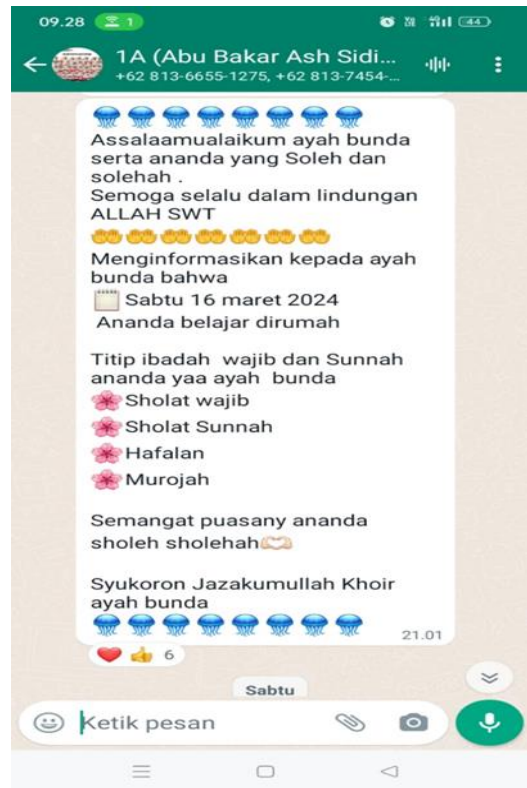 09.28 1 44
1A (Abu Bakar Ash Sidi...
+62 813-6655-1275, +62 813-7454-...
Assalaamualaikum ayah bunda
serta ananda yang Soleh dan
solehah .
Semoga selalu dalam lindungan
ALLAH SWT
🤲🤲🤲🤲🤲🤲🤲
Menginformasikan kepada ayah
bunda bahwa
🗒️ Sabtu 16 maret 2024
Ananda belajar dirumah
Titip ibadah wajib dan Sunnah
ananda yaa ayah bunda
🌸Sholat wajib
🌸Sholat Sunnah
🌸Hafalan
🌸Murojah
Semangat puasany ananda
sholeh sholehah🫶🏻
Syukoron Jazakumullah Khoir
ayah bunda
21.01
❤️👍 6
Sabtu
Ketik pesan